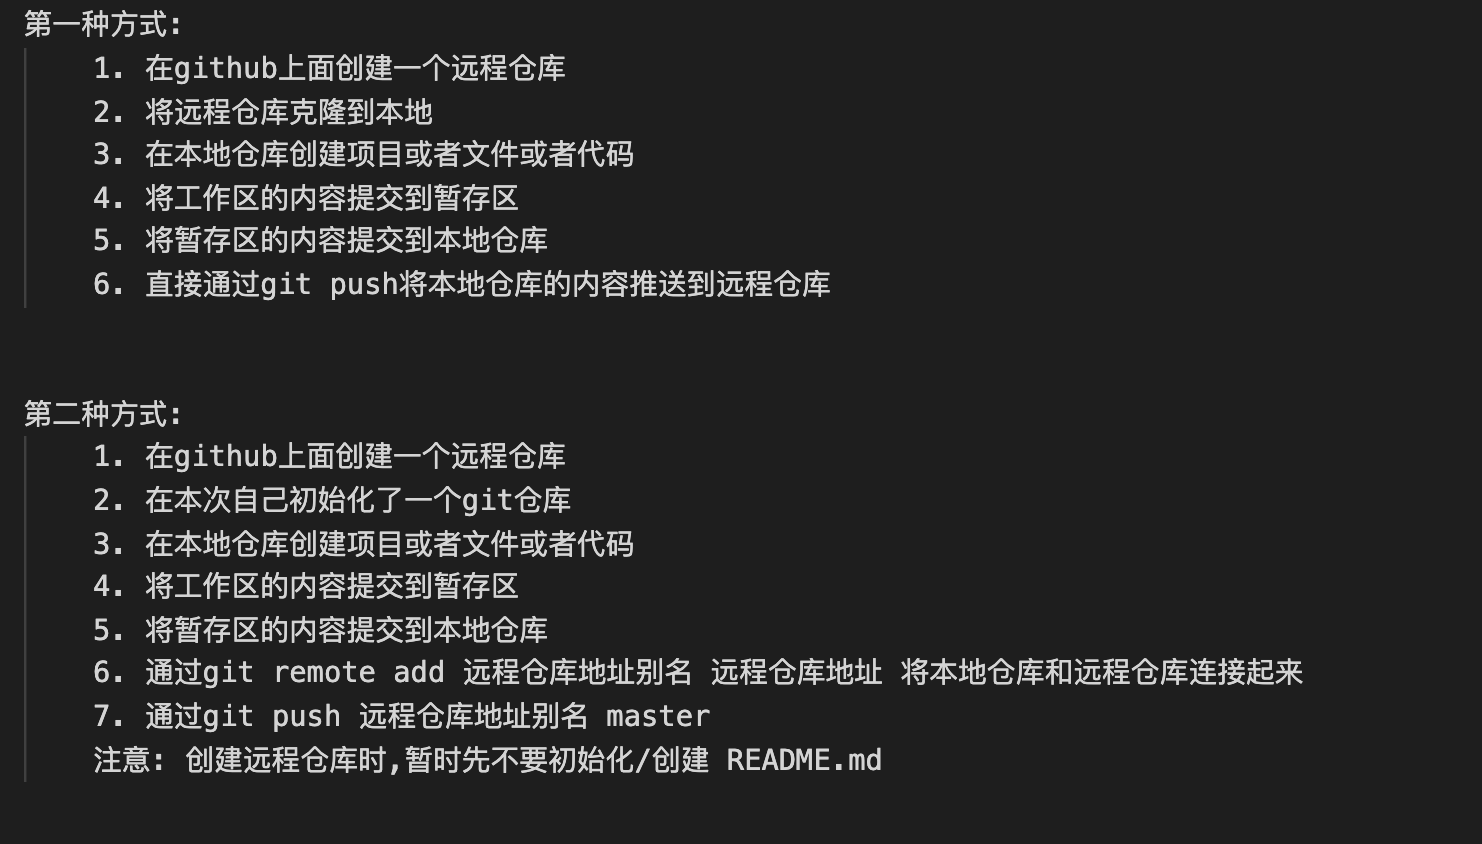 第一种方式:
1. 在github上面创建一个远程仓库
2. 将远程仓库克隆到本地
3. 在本地仓库创建项目或者文件或者代码
4. 将工作区的内容提交到暂存区
5. 将暂存区的内容提交到本地仓库
6. 直接通过git push将本地仓库的内容推送到远程仓库
第二种方式:
1. 在github上面创建一个远程仓库
2. 在本次自己初始化了一个git仓库
3. 在本地仓库创建项目或者文件或者代码
4. 将工作区的内容提交到暂存区
5. 将暂存区的内容提交到本地仓库
6. 通过git remote add 远程仓库地址别名 远程仓库地址 将本地仓库和远程仓库连接起来
7. 通过git push 远程仓库地址别名 master
注意: 创建远程仓库时,暂时先不要初始化/创建 README.md